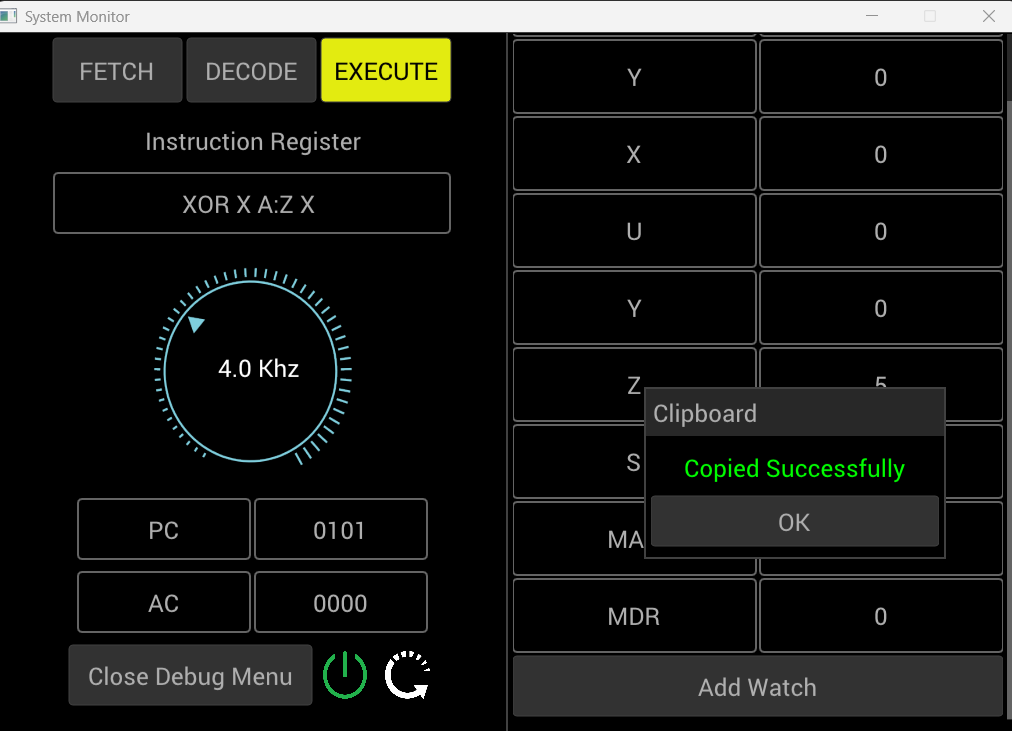 System Monitor
FETCH DECODE EXECUTE
Instruction Register
XOR X A:Z X
4.0 Khz
PC 0101
AC 0000
Close Debug Menu
Y 0
X 0
U 0
Y 0
Z 5
Clipboard
S
Copied Successfully
OK
MA
MDR 0
Add Watch